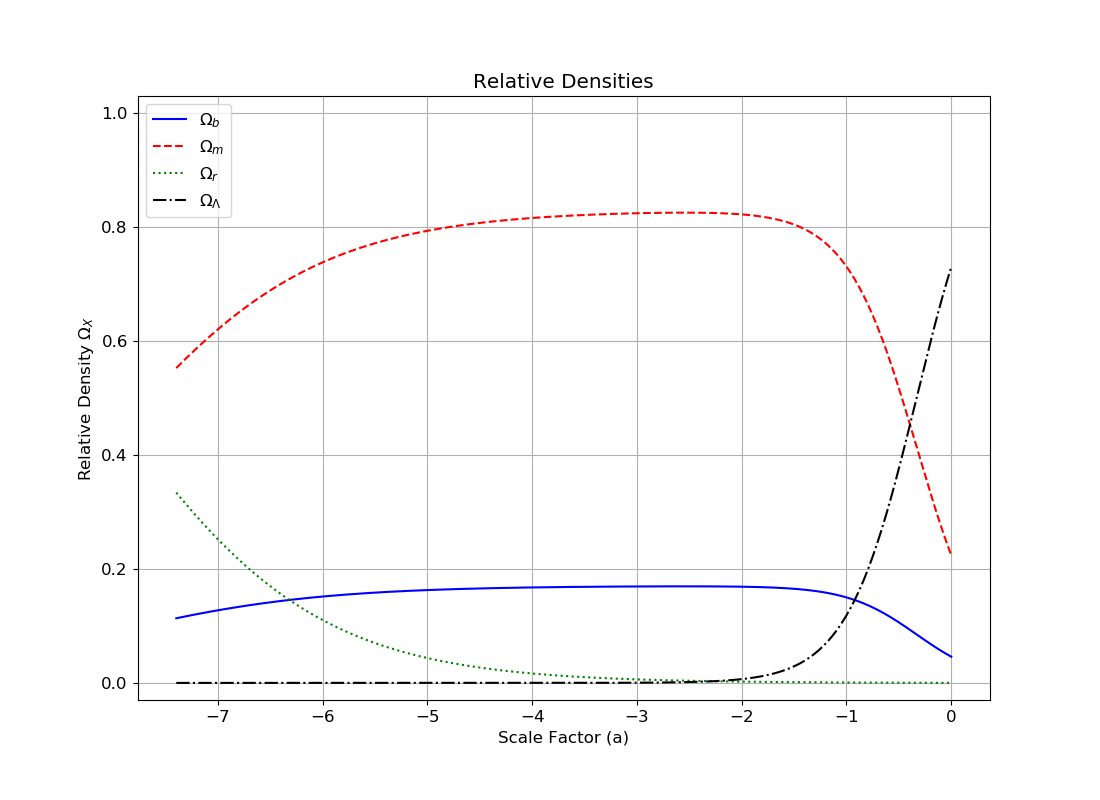 Relative Densities
Ω_b
Ω_m
Ω_r
Ω_Λ
1.0
0.8
0.6
0.4
0.2
0.0
Relative Density Ω_X
−7 −6 −5 −4 −3 −2 −1 0
Scale Factor (a)